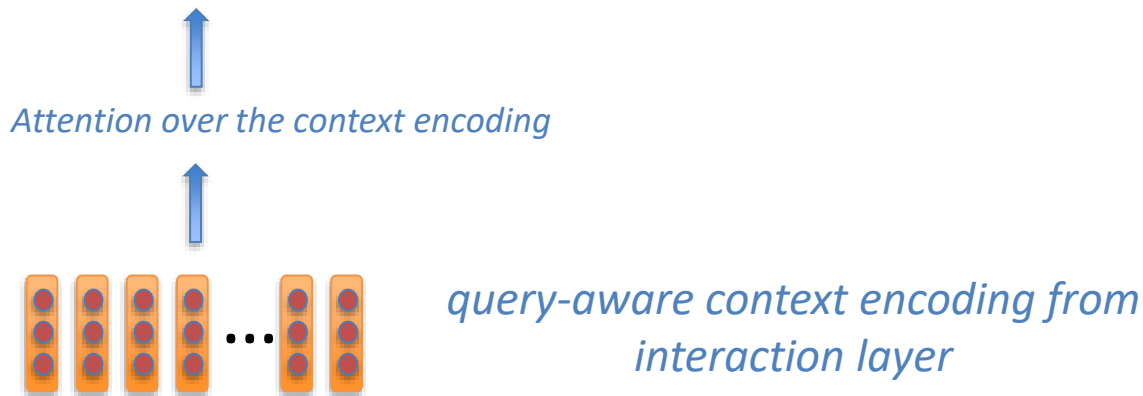 Attention over the context encoding
...
query-aware context encoding from
interaction layer